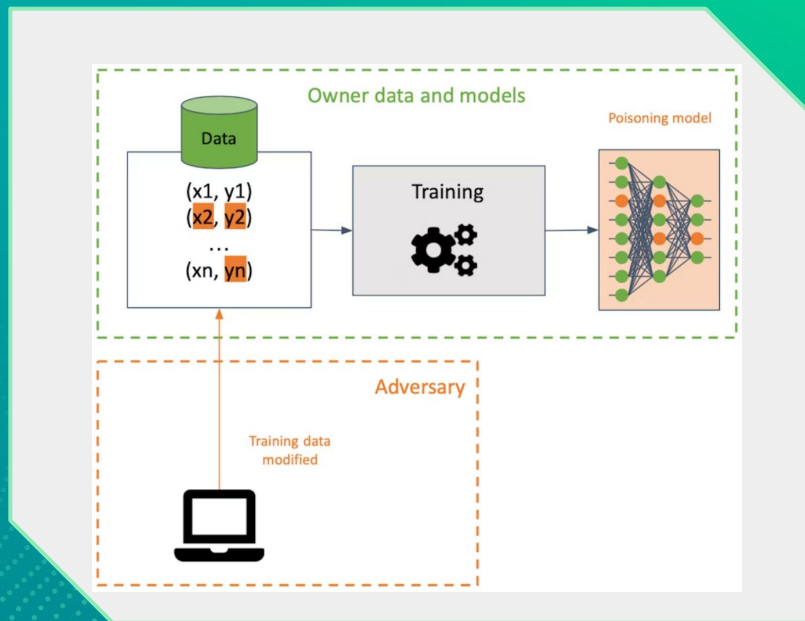 Owner data and models
Data
Poisoning model
(x1, y1)
(x2, y2)
...
(xn, yn)
Training
Adversary
Training data
modified